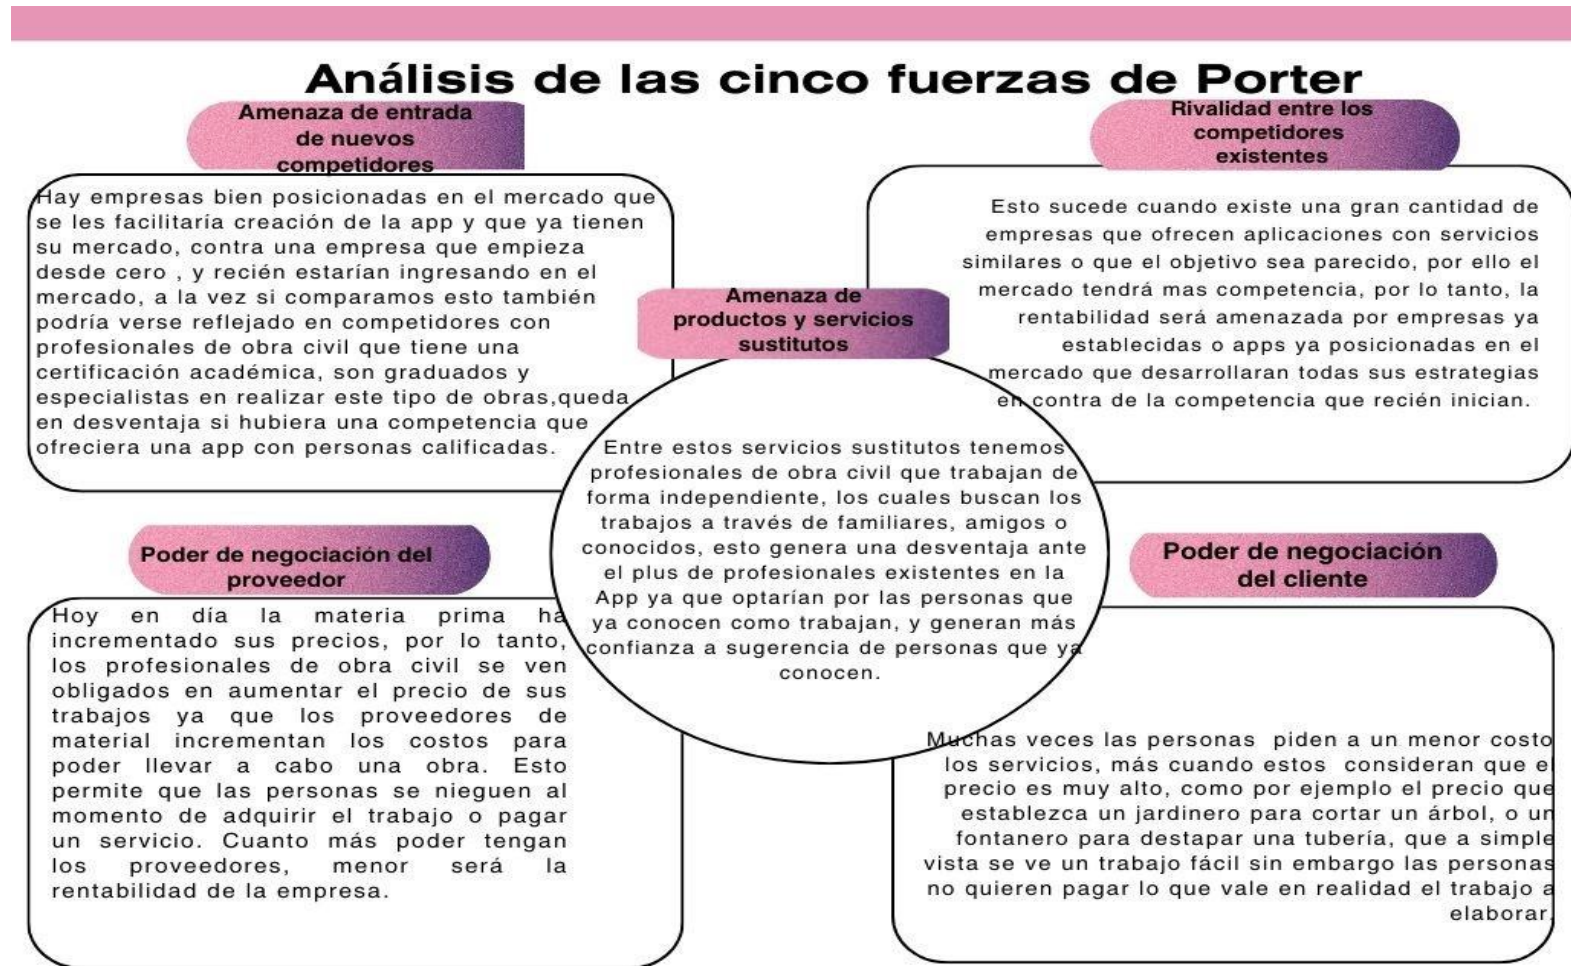 Análisis de las cinco fuerzas de Porter
Amenaza de entrada
de nuevos
competidores
Hay empresas bien posicionadas en el mercado que
se les facilitaría creación de la app y que ya tienen
su mercado, contra una empresa que empieza
desde cero , y recién estarían ingresando en el
mercado, a la vez si comparamos esto también
podría verse reflejado en competidores con
profesionales de obra civil que tiene una
certificación académica, son graduados y
especialistas en realizar este tipo de obras,queda
en desventaja si hubiera una competencia que
ofreciera una app con personas calificadas.
Rivalidad entre los
competidores
existentes
Esto sucede cuando existe una gran cantidad de
empresas que ofrecen aplicaciones con servicios
similares o que el objetivo sea parecido, por ello el
mercado tendrá mas competencia, por lo tanto, la
rentabilidad será amenazada por empresas ya
establecidas o apps ya posicionadas en el
mercado que desarrollaran todas sus estrategias
en contra de la competencia que recién inician.
Amenaza de
productos y servicios
sustitutos
Entre estos servicios sustitutos tenemos
profesionales de obra civil que trabajan de
forma independiente, los cuales buscan los
trabajos a través de familiares, amigos o
conocidos, esto genera una desventaja ante
el plus de profesionales existentes en la
App ya que optarían por las personas que
ya conocen como trabajan, y generan más
confianza a sugerencia de personas que ya
conocen.
Poder de negociación del
proveedor
Hoy en día la materia prima ha
incrementado sus precios, por lo tanto,
los profesionales de obra civil se ven
obligados en aumentar el precio de sus
trabajos ya que los proveedores de
material incrementan los costos para
poder llevar a cabo una obra. Esto
permite que las personas se nieguen al
momento de adquirir el trabajo o pagar
un servicio. Cuanto más poder tengan
los proveedores, menor será la
rentabilidad de la empresa.
Poder de negociación
del cliente
Muchas veces las personas piden a un menor costo
los servicios, más cuando estos consideran que el
precio es muy alto, como por ejemplo el precio que
establezca un jardinero para cortar un árbol, o un
fontanero para destapar una tubería, que a simple
vista se ve un trabajo fácil sin embargo las personas
no quieren pagar lo que vale en realidad el trabajo a
elaborar.